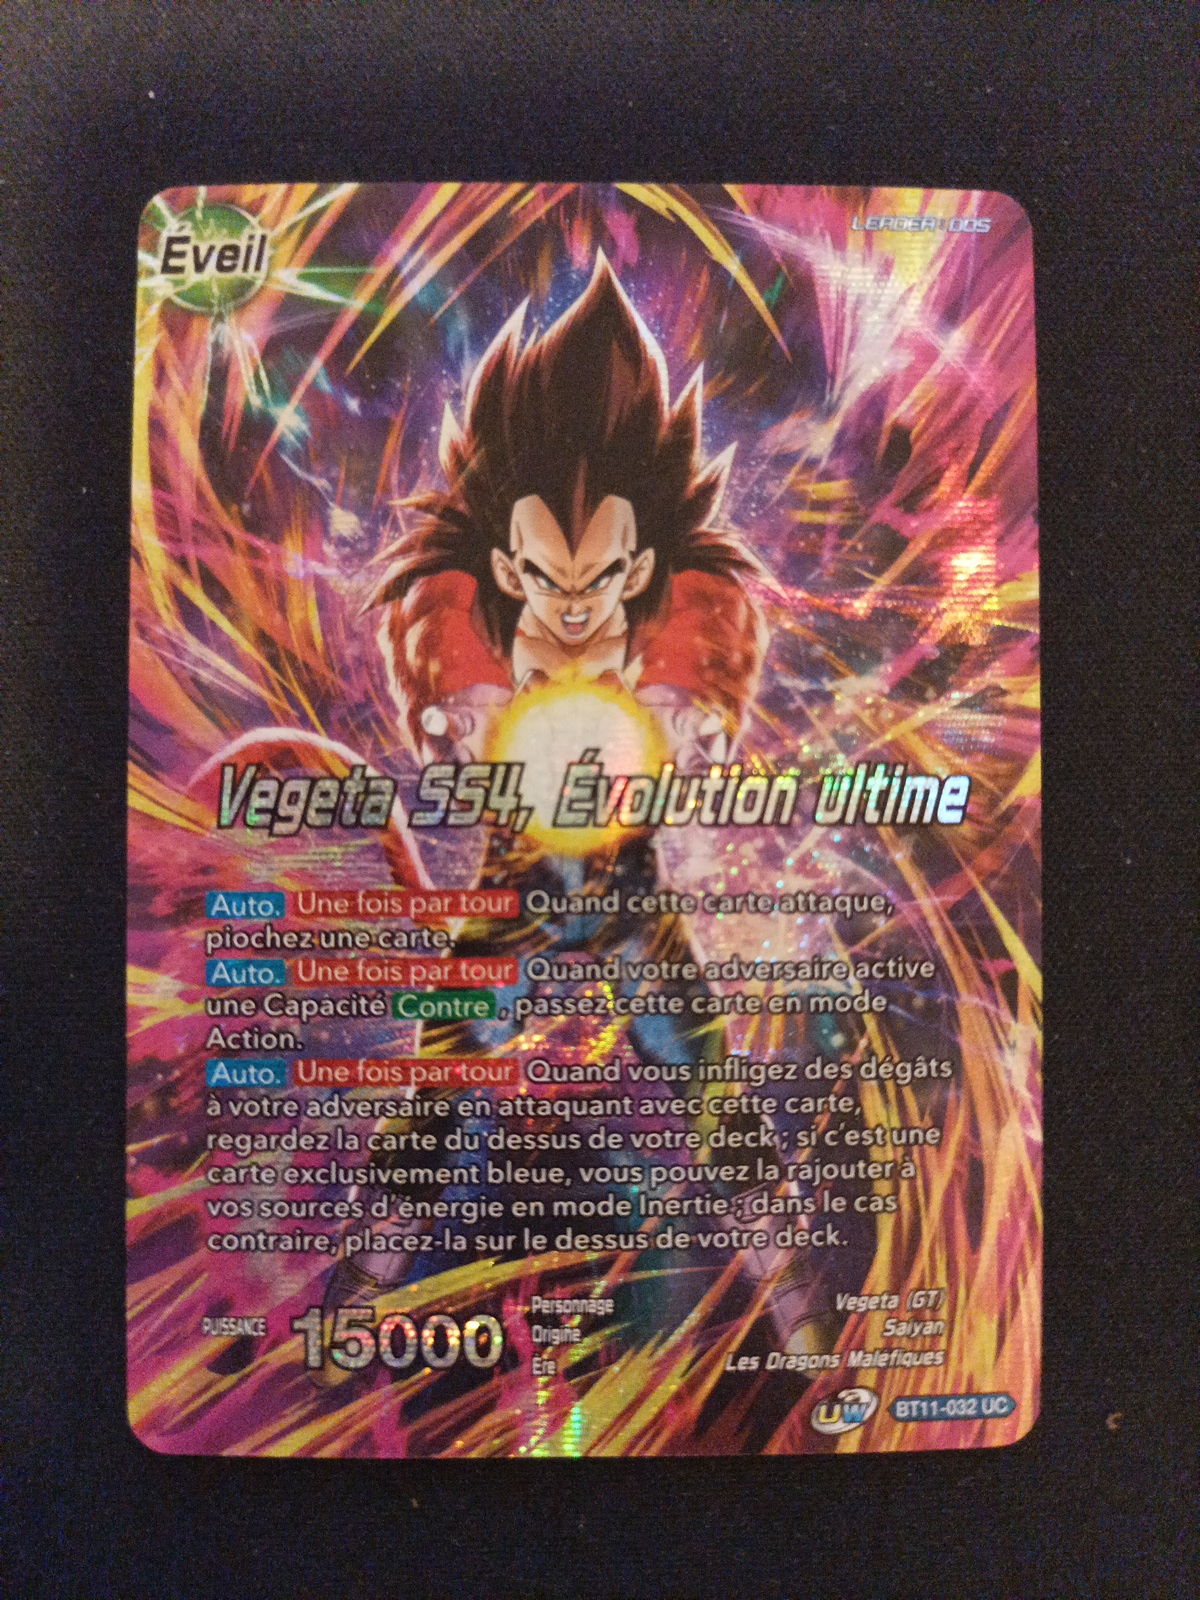 Éveil
LEADER : DOS
Vegeta SS4, Évolution ultime
Auto. Une fois par tour Quand cette carte attaque,
piochez une carte.
Auto. Une fois par tour Quand votre adversaire active
une Capacité Contre, passez cette carte en mode
Action.
Auto. Une fois par tour Quand vous infligez des dégâts
à votre adversaire en attaquant avec cette carte,
regardez la carte du dessus de votre deck ; si c'est une
carte exclusivement bleue, vous pouvez la rajouter à
vos sources d'énergie en mode Inertie ; dans le cas
contraire, placez-la sur le dessus de votre deck.
PUISSANCE 15000
Personnage Vegeta (GT)
Origine Saiyan
Ère Les Dragons Maléfiques
UW BT11-032 UC